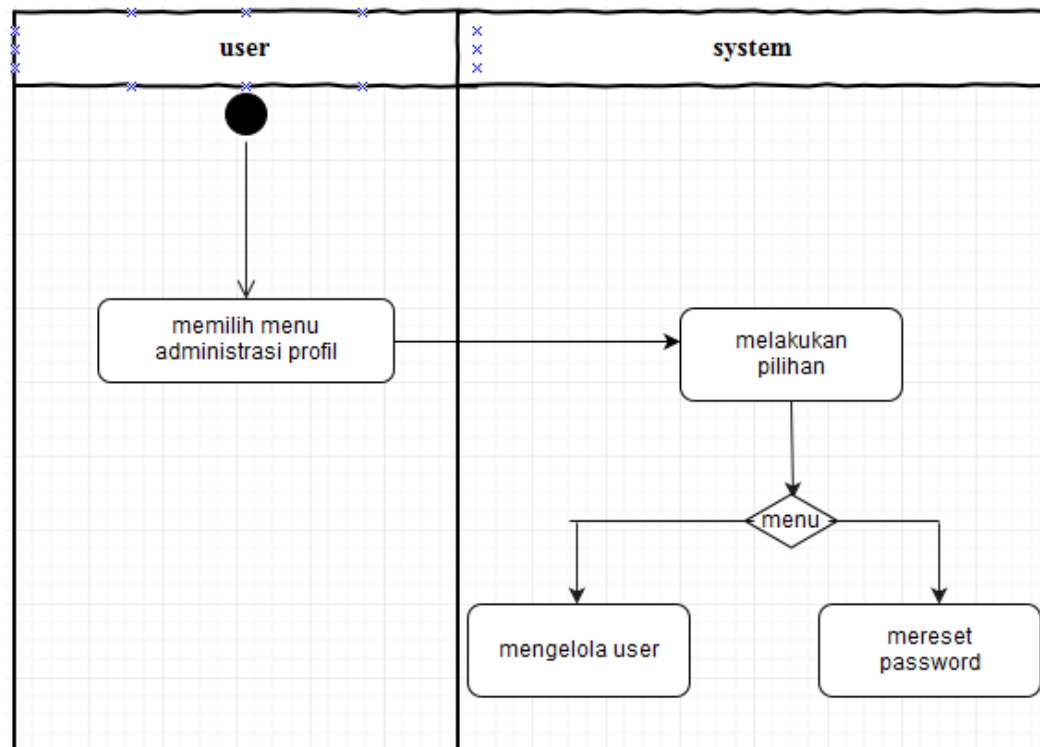 user
system
memilih menu
administrasi profil
melakukan
pilihan
menu
mengelola user
mereset
password